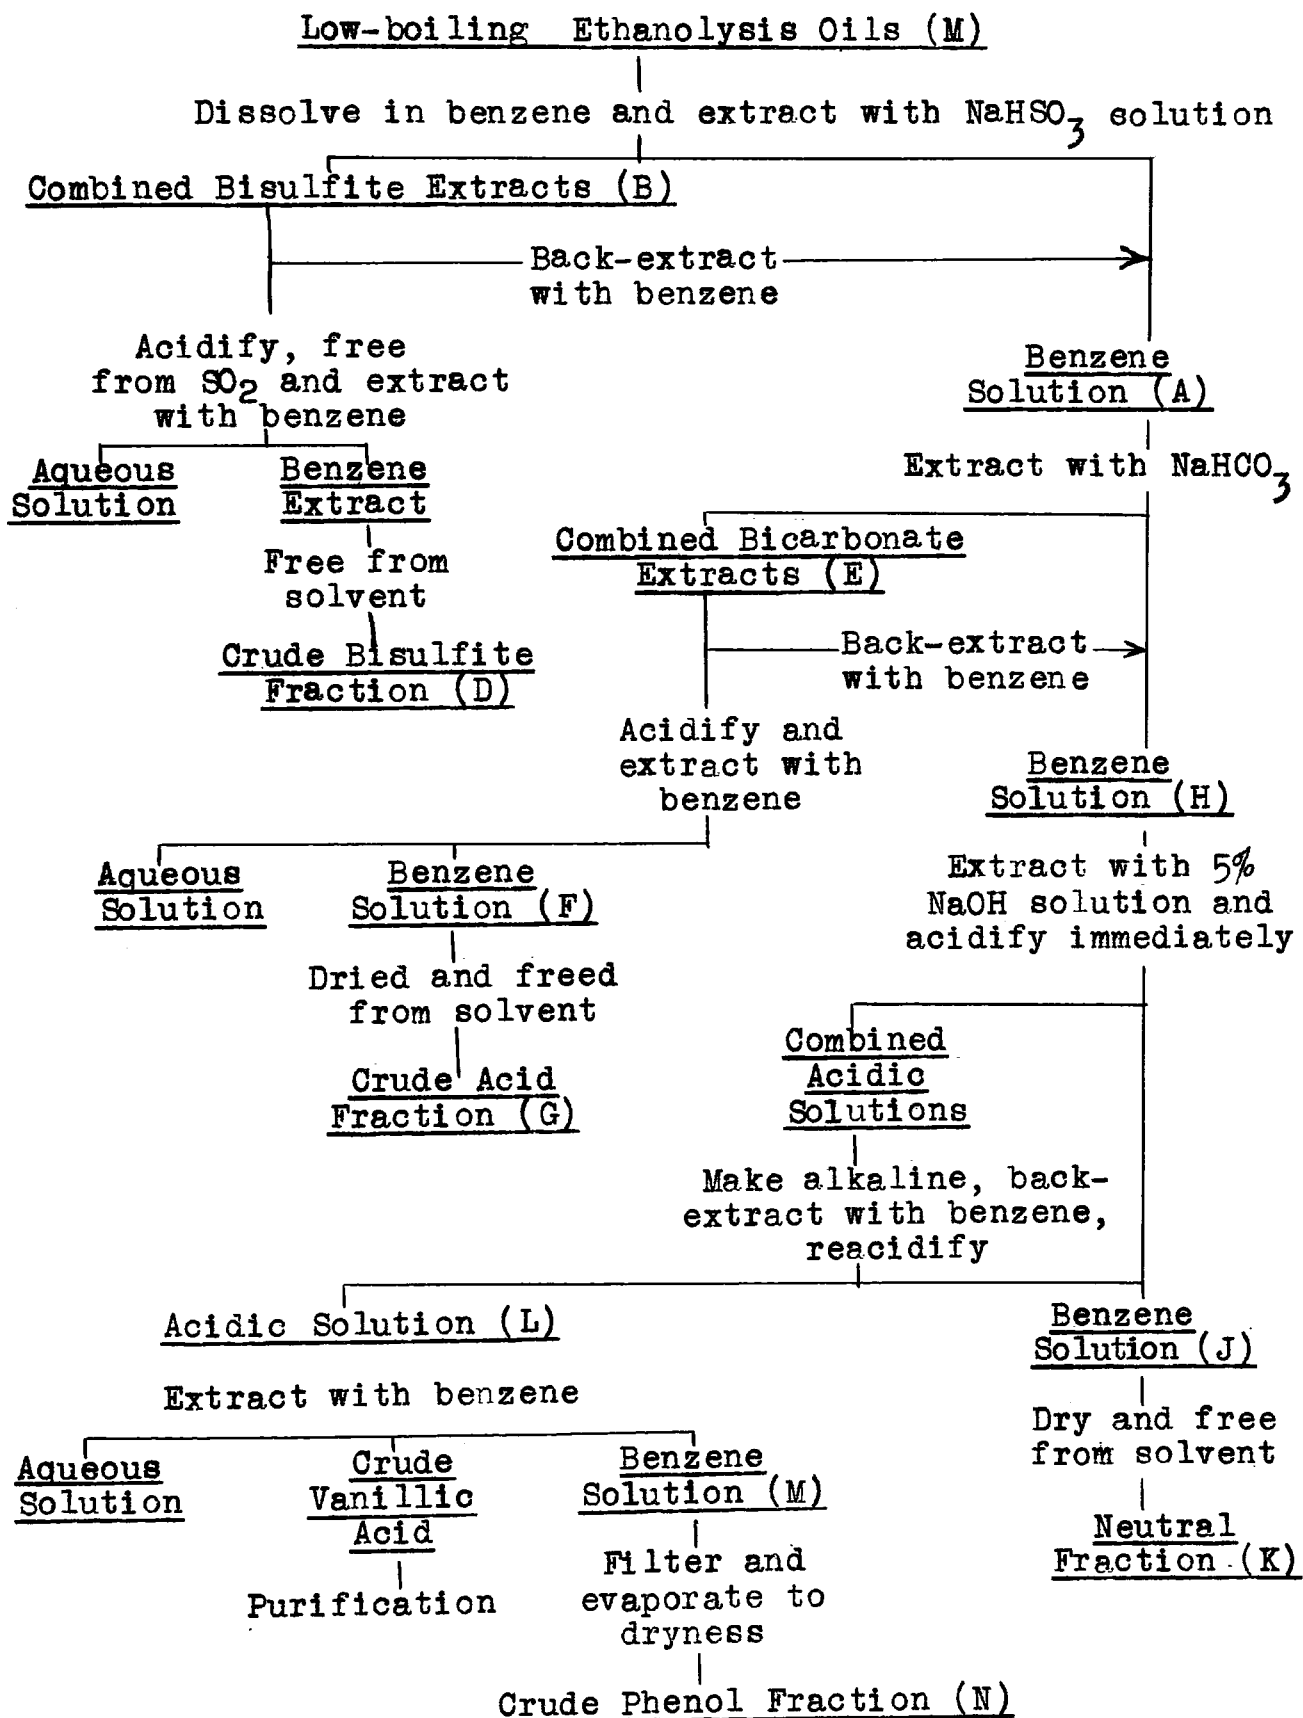 Low-boiling Ethanolysis Oils (M)
Dissolve in benzene and extract with NaHSO3 solution
Combined Bisulfite Extracts (B)
Back-extract
with benzene
Acidify, free
from SO2 and extract
with benzene
Benzene
Solution (A)
Aqueous
Solution
Benzene
Extract
Extract with NaHCO3
Free from
solvent
Combined Bicarbonate
Extracts (E)
Crude Bisulfite
Fraction (D)
Back-extract
with benzene
Acidify and
extract with
benzene
Benzene
Solution (H)
Aqueous
Solution
Benzene
Solution (F)
Extract with 5%
NaOH solution and
acidify immediately
Dried and freed
from solvent
Combined
Acidic
Solutions
Crude Acid
Fraction (G)
Make alkaline, back-
extract with benzene,
reacidify
Acidic Solution (L)
Benzene
Solution (J)
Extract with benzene
Dry and free
from solvent
Aqueous
Solution
Crude
Vanillic
Acid
Benzene
Solution (M)
Neutral
Fraction (K)
Purification
Filter and
evaporate to
dryness
Crude Phenol Fraction (N)